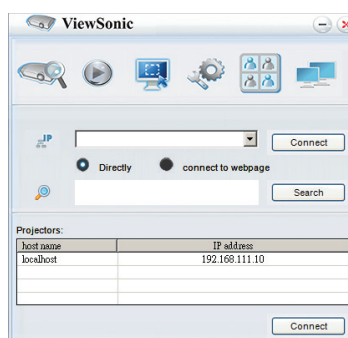 ViewSonic
IP
Connect
Directly connect to webpage
Search
Projectors:
host name IP address
localhost 192.168.111.10
Connect